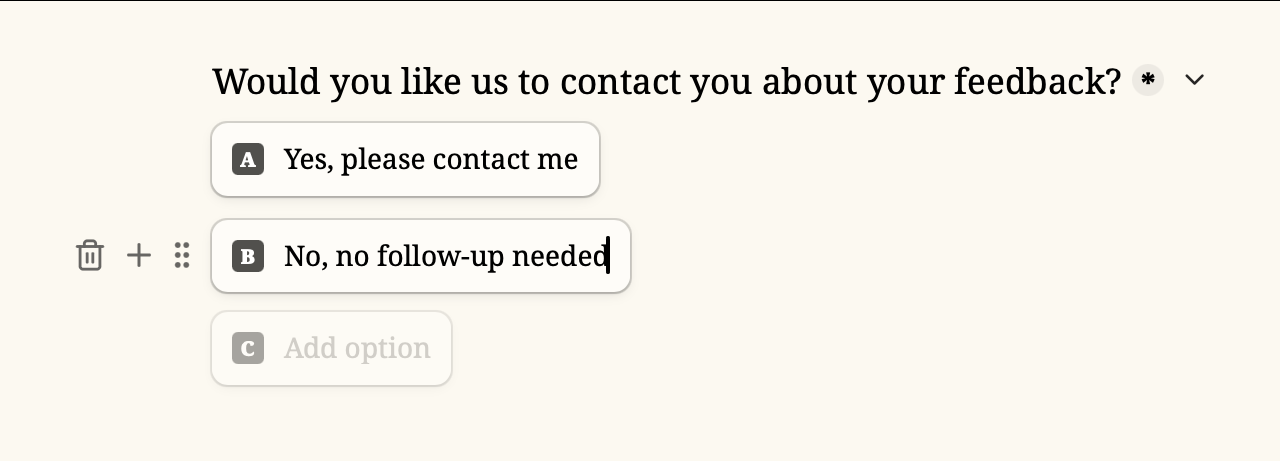 Would you like us to contact you about your feedback? *
A Yes, please contact me
B No, no follow-up needed
C Add option